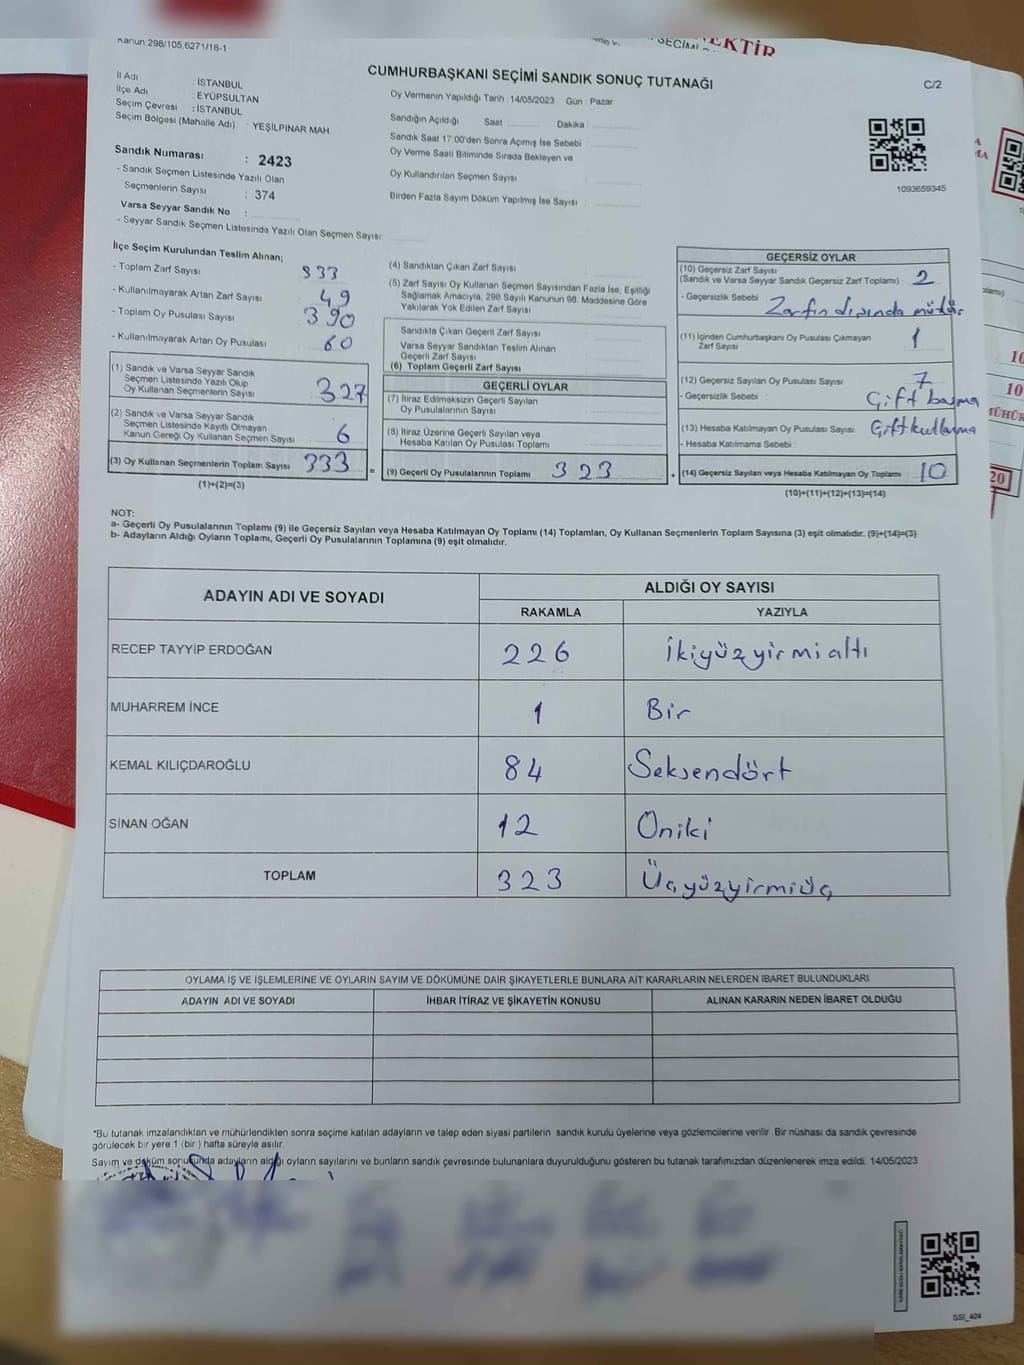 Kanun:298/105,6271/18-1
CUMHURBAŞKANI SEÇİMİ SANDIK SONUÇ TUTANAĞI
C/2
İl Adı : İSTANBUL
İlçe Adı : EYÜPSULTAN
Seçim Çevresi : İSTANBUL
Seçim Bölgesi (Mahalle Adı) : YEŞİLPINAR MAH.
Sandık Numarası : 2423
- Sandık Seçmen Listesinde Yazılı Olan
Seçmenlerin Sayısı : 374
Varsa Seyyar Sandık No :
- Seyyar Sandık Seçmen Listesinde Yazılı Olan Seçmen Sayısı:
Oy Vermenin Yapıldığı Tarih : 14/05/2023 Gün : Pazar
Sandığın Açıldığı Saat Dakika :
Sandık Saat 17:00'den Sonra Açımış İse Sebebi :
Oy Verme Saati Bitiminde Sırada Bekleyen ve
Oy Kullandırılan Seçmen Sayısı :
Birden Fazla Sayım Döküm Yapılmış İse Sayısı :
1093659345
İlçe Seçim Kurulundan Teslim Alınan;
- Toplam Zarf Sayısı 333
- Kullanılmayarak Artan Zarf Sayısı 49
- Toplam Oy Pusulası Sayısı 390
- Kullanılmayarak Artan Oy Pusulası 60
(1) Sandık ve Varsa Seyyar Sandık
Seçmen Listesinde Yazılı Olup
Oy Kullanan Seçmenlerin Sayısı 327
(2) Sandık ve Varsa Seyyar Sandık
Seçmen Listesinde Kayıtlı Olmayan
Kanun Gereği Oy Kullanan Seçmen Sayısı 6
(3) Oy Kullanan Seçmenlerin Toplam Sayısı 333 =
(1)+(2)=(3)
(4) Sandıktan Çıkan Zarf Sayısı
(5) Zarf Sayısı Oy Kullanan Seçmen Sayısından Fazla İse, Eşitliği
Sağlamak Amacıyla, 298 Sayılı Kanunun 98. Maddesine Göre
Yakılarak Yok Edilen Zarf Sayısı
Sandıkta Çıkan Geçerli Zarf Sayısı
Varsa Seyyar Sandıktan Teslim Alınan
Geçerli Zarf Sayısı
(6) Toplam Geçerli Zarf Sayısı
GEÇERLİ OYLAR
(7) İtiraz Edilmeksizin Geçerli Sayılan
Oy Pusulalarının Sayısı
(8) İtiraz Üzerine Geçerli Sayılan veya
Hesaba Katılan Oy Pusulası Toplamı
(9) Geçerli Oy Pusulalarının Toplamı 323 +
GEÇERSİZ OYLAR
(10) Geçersiz Zarf Sayısı
(Sandık ve Varsa Seyyar Sandık Geçersiz Zarf Toplamı) : 2
- Geçersizlik Sebebi : Zarfın dışında mühür
(11) İçinden Cumhurbaşkanı Oy Pusulası Çıkmayan
Zarf Sayısı 1
(12) Geçersiz Sayılan Oy Pusulası Sayısı 7
- Geçersizlik Sebebi : Çift basma
(13) Hesaba Katılmayan Oy Pusulası Sayısı Çift kullanma
- Hesaba Katılmama Sebebi :
(14) Geçersiz Sayılan veya Hesaba Katılmayan Oy Toplamı : 10
(10)+(11)+(12)+(13)=(14)
NOT:
a- Geçerli Oy Pusulalarının Toplamı (9) ile Geçersiz Sayılan veya Hesaba Katılmayan Oy Toplamı (14) Toplamları, Oy Kullanan Seçmenlerin Toplam Sayısına (3) eşit olmalıdır. (9)+(14)=(3)
b- Adayların Aldığı Oyların Toplamı, Geçerli Oy Pusulalarının Toplamına (9) eşit olmalıdır.
ADAYIN ADI VE SOYADI ALDIĞI OY SAYISI
RAKAMLA YAZIYLA
RECEP TAYYİP ERDOĞAN 226 İkiyüzyirmialtı
MUHARREM İNCE 1 Bir
KEMAL KILIÇDAROĞLU 84 Seksendört
SİNAN OĞAN 12 Oniki
TOPLAM 323 Üçyüzyirmiüç
OYLAMA İŞ VE İŞLEMLERİNE VE OYLARIN SAYIM VE DÖKÜMÜNE DAİR ŞİKAYETLERLE BUNLARA AİT KARARLARIN NELERDEN İBARET BULUNDUKLARI
ADAYIN ADI VE SOYADI İHBAR İTİRAZ VE ŞİKAYETİN KONUSU ALINAN KARARIN NEDEN İBARET OLDUĞU
*Bu tutanak imzalandıktan ve mühürlendikten sonra seçime katılan adayların ve talep eden siyasi partilerin sandık kurulu üyelerine veya gözlemcilerine verilir. Bir nüshası da sandık çevresinde
görülecek bir yere 1 (bir ) hafta süreyle asılır.
Sayım ve döküm sonucunda adayların aldığı oyların sayılarını ve bunların sandık çevresinde bulunanlara duyurulduğunu gösteren bu tutanak tarafımızdan düzenlenerek imza edildi. 14/05/2023
SSİ_404